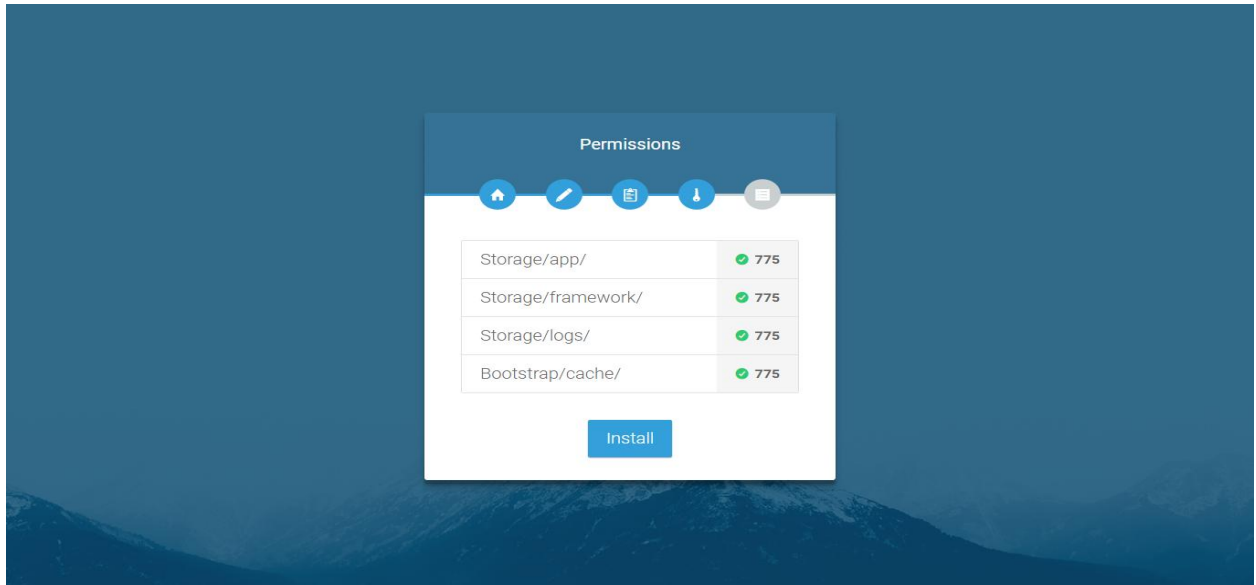 Permissions
Storage/app/ 775
Storage/framework/ 775
Storage/logs/ 775
Bootstrap/cache/ 775
Install